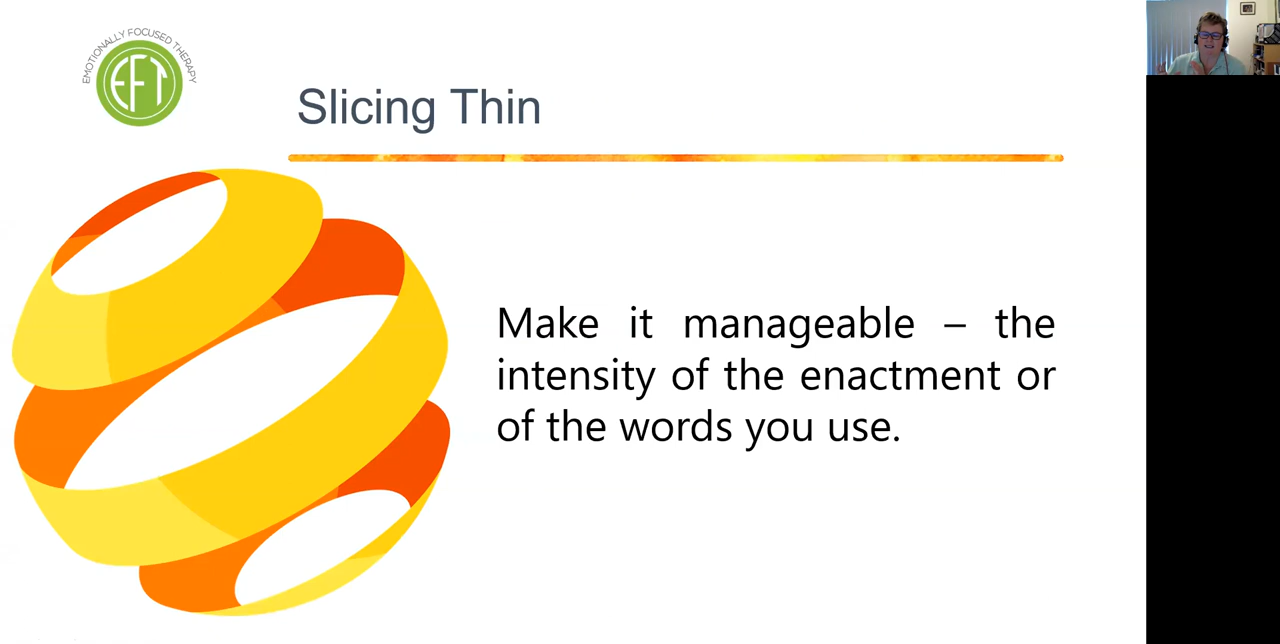 EMOTIONALLY FOCUSED THERAPY
EFT
Slicing Thin
Make it manageable – the
intensity of the enactment or
of the words you use.